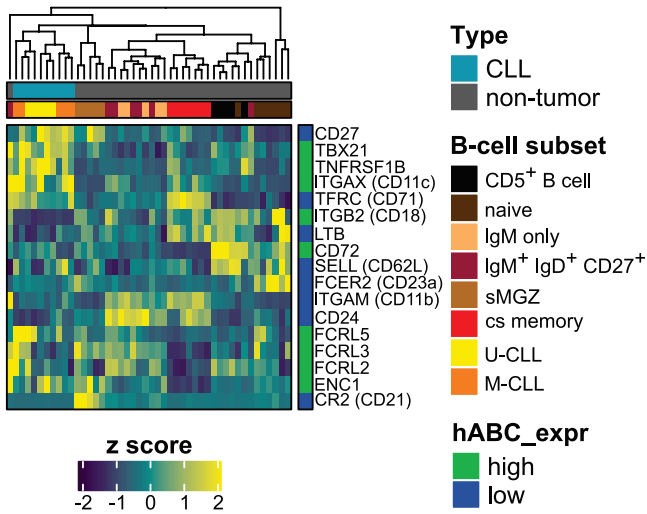 Type
CLL
non-tumor
B-cell subset
CD5+ B cell
naive
IgM only
IgM+ IgD+ CD27+
sMGZ
cs memory
U-CLL
M-CLL
hABC_expr
high
low
CD27
TBX21
TNFRSF1B
ITGAX (CD11c)
TFRC (CD71)
ITGB2 (CD18)
LTB
CD72
SELL (CD62L)
FCER2 (CD23a)
ITGAM (CD11b)
CD24
FCRL5
FCRL3
FCRL2
ENC1
CR2 (CD21)
z score
-2 -1 0 1 2